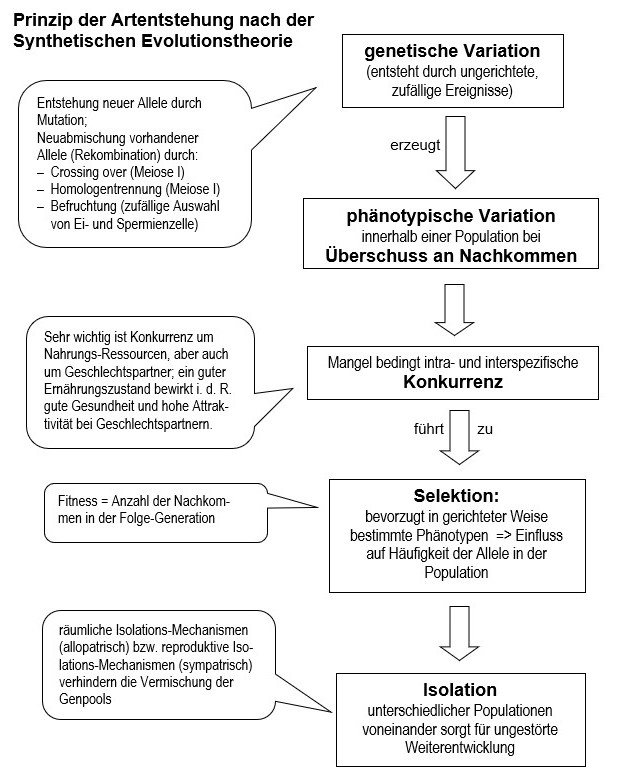 Prinzip der Artentstehung nach der
Synthetischen Evolutionstheorie
genetische Variation
(entsteht durch ungerichtete,
zufällige Ereignisse)
Entstehung neuer Allele durch
Mutation;
Neuabmischung vorhandener
Allele (Rekombination) durch:
– Crossing over (Meiose I)
– Homologentrennung (Meiose I)
– Befruchtung (zufällige Auswahl
von Ei- und Spermienzelle)
erzeugt
phänotypische Variation
innerhalb einer Population bei
Überschuss an Nachkommen
Sehr wichtig ist Konkurrenz um
Nahrungs-Ressourcen, aber auch
um Geschlechtspartner; ein guter
Ernährungszustand bewirkt i. d. R.
gute Gesundheit und hohe Attrak-
tivität bei Geschlechtspartnern.
Mangel bedingt intra- und interspezifische
Konkurrenz
führt zu
Selektion:
bevorzugt in gerichteter Weise
bestimmte Phänotypen => Einfluss
auf Häufigkeit der Allele in der
Population
Fitness = Anzahl der Nachkom-
men in der Folge-Generation
räumliche Isolations-Mechanismen
(allopatrisch) bzw. reproduktive Iso-
lations-Mechanismen (sympatrisch)
verhindern die Vermischung der
Genpools
Isolation
unterschiedlicher Populationen
voneinander sorgt für ungestörte
Weiterentwicklung